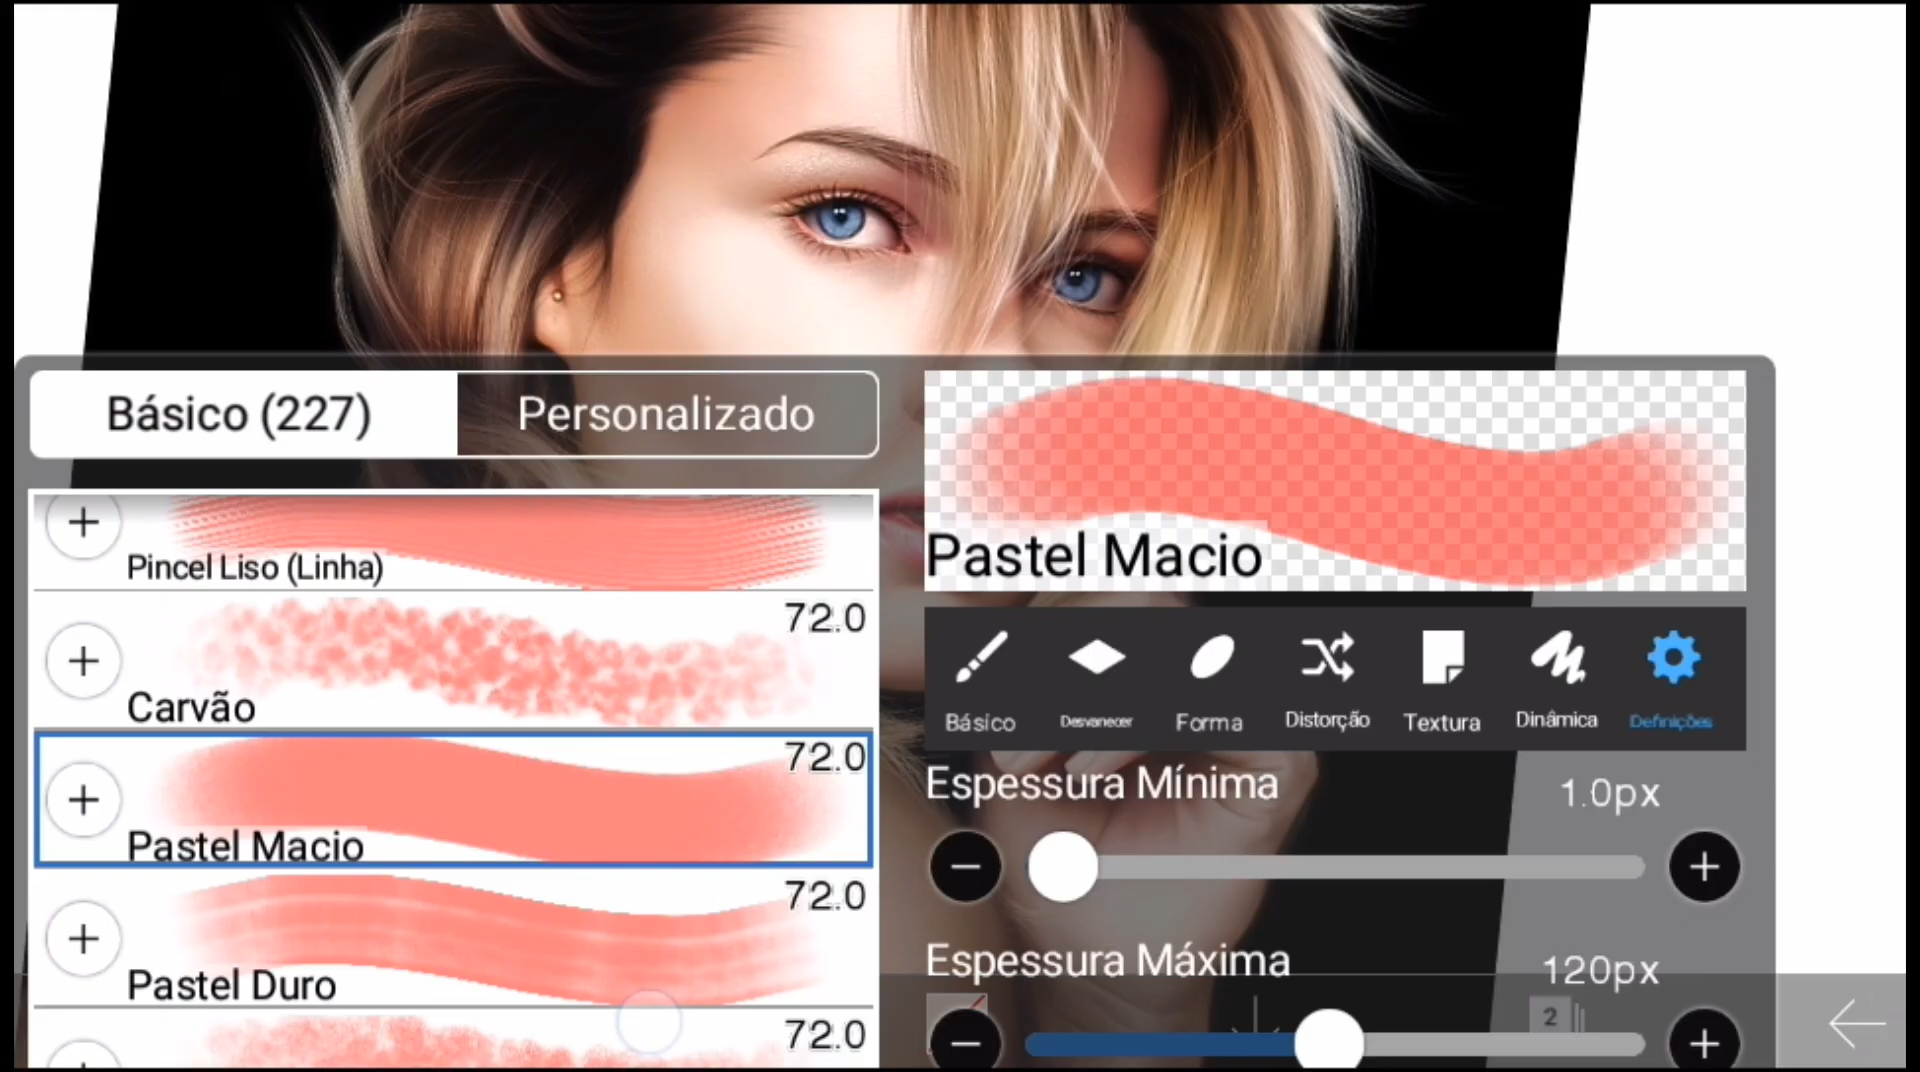 Básico (227)
Personalizado
Pincel Liso (Linha)
72.0
Carvão
72.0
Pastel Macio
72.0
Pastel Duro
72.0
Pastel Macio
Básico
Desvanecer
Forma
Distorção
Textura
Dinâmica
Definições
Espessura Mínima
1.0px
Espessura Máxima
120px
2